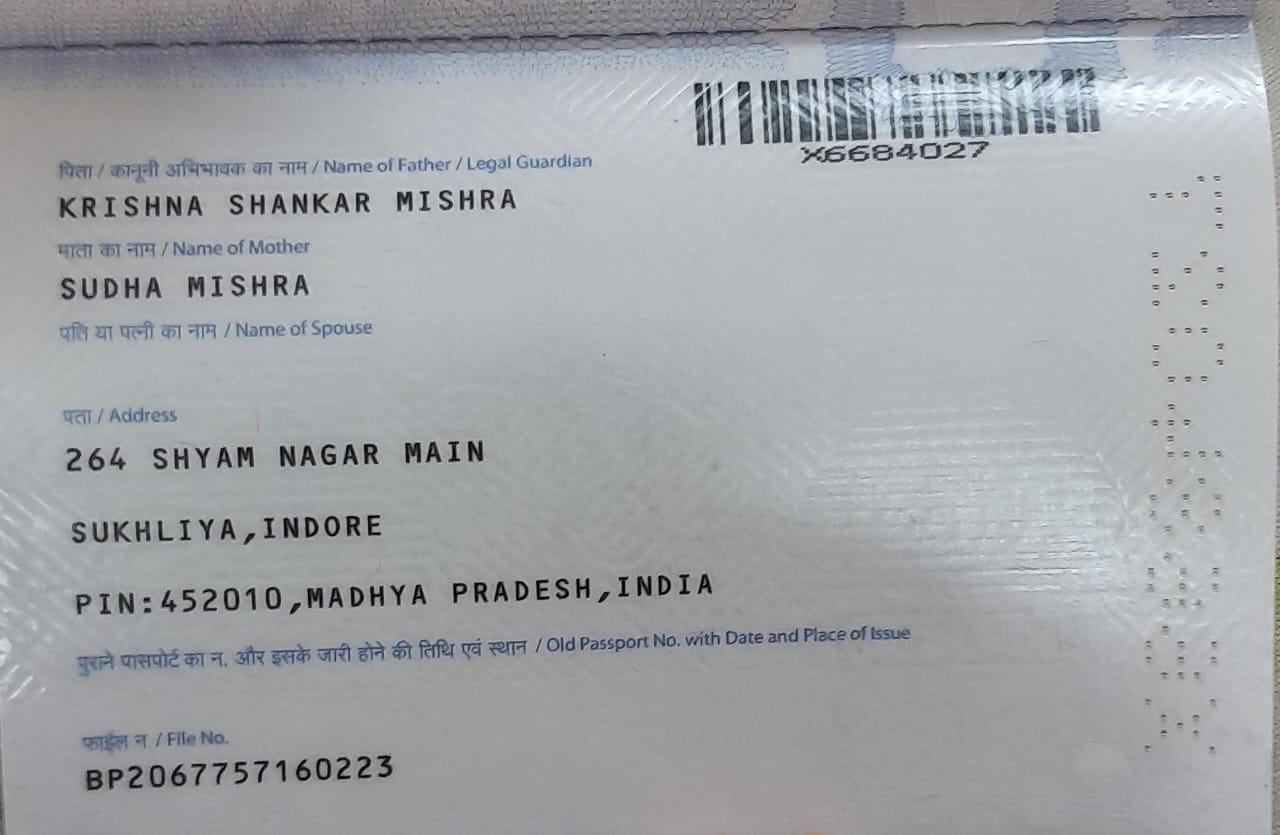 X6684027
पिता / कानूनी अभिभावक का नाम / Name of Father / Legal Guardian
KRISHNA SHANKAR MISHRA
माता का नाम / Name of Mother
SUDHA MISHRA
पति या पत्नी का नाम / Name of Spouse
पता / Address
264 SHYAM NAGAR MAIN
SUKHLIYA,INDORE
PIN:452010,MADHYA PRADESH,INDIA
पुराने पासपोर्ट का न. और इसके जारी होने की तिथि एवं स्थान / Old Passport No. with Date and Place of Issue
फाईल न / File No.
BP2067757160223